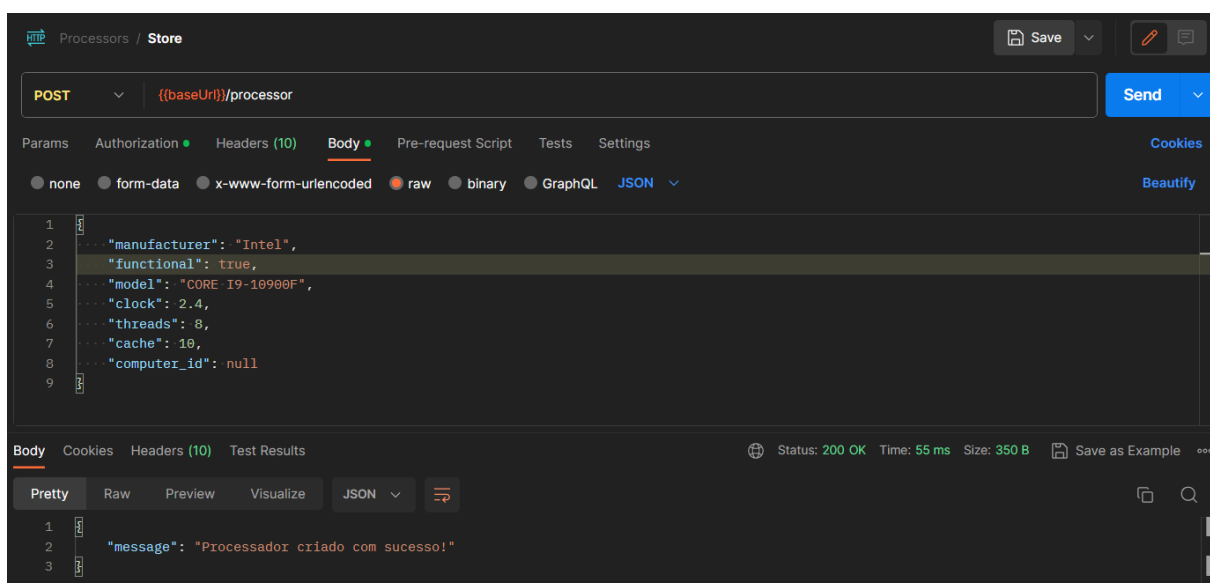 HTTP Processors / Store Save
POST {{baseUrl}}/processor Send
Params Authorization Headers (10) Body Pre-request Script Tests Settings Cookies
none form-data x-www-form-urlencoded raw binary GraphQL JSON Beautify
1 {
2 "manufacturer": "Intel",
3 "functional": true,
4 "model": "CORE I9-10900F",
5 "clock": 2.4,
6 "threads": 8,
7 "cache": 10,
8 "computer_id": null
9 }
Body Cookies Headers (10) Test Results Status: 200 OK Time: 55 ms Size: 350 B Save as Example
Pretty Raw Preview Visualize JSON
1 {
2 "message": "Processador criado com sucesso!"
3 }